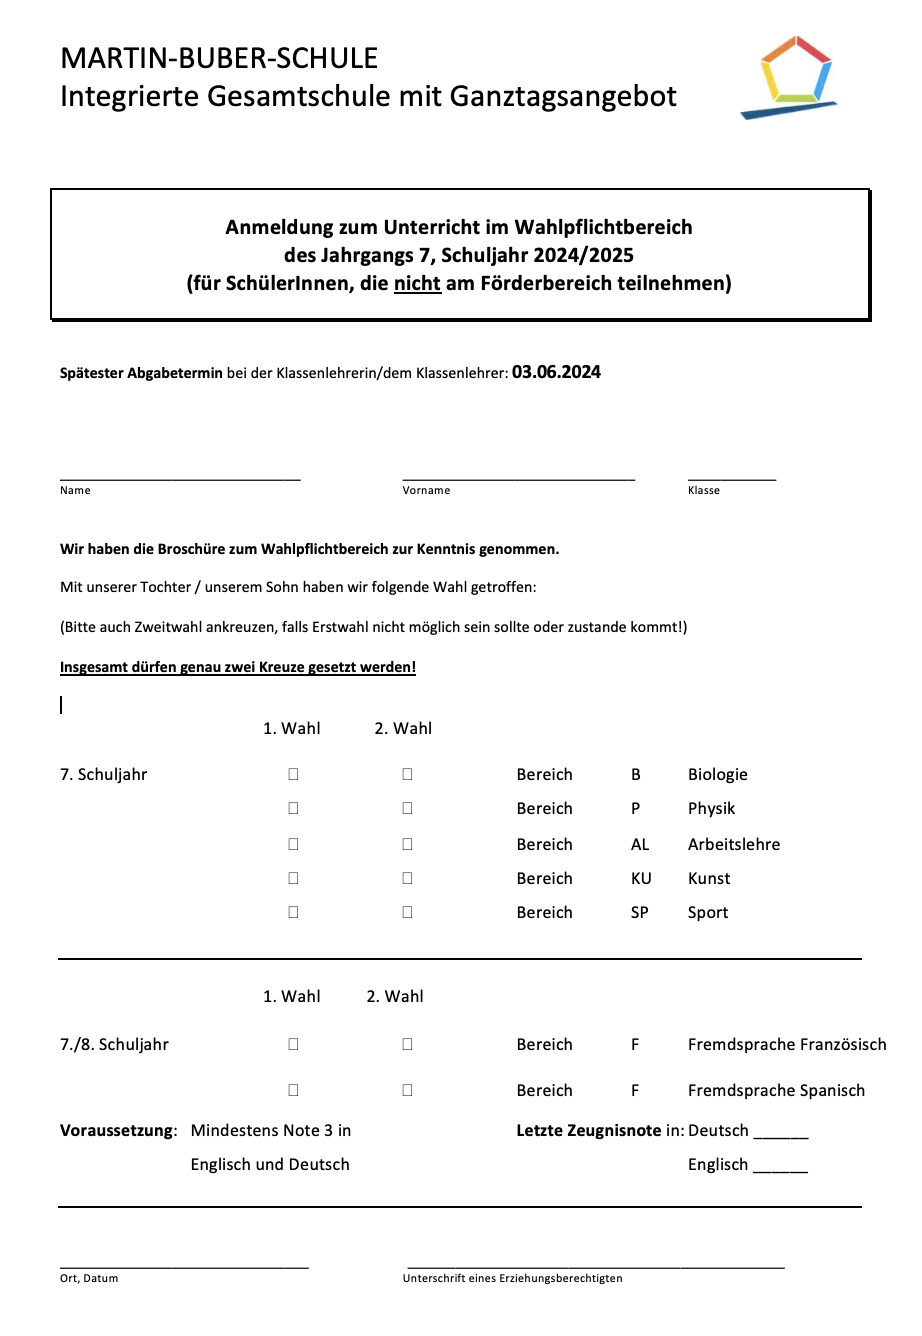 MARTIN-BUBER-SCHULE
Integrierte Gesamtschule mit Ganztagsangebot
Anmeldung zum Unterricht im Wahlpflichtbereich
des Jahrgangs 7, Schuljahr 2024/2025
(für SchülerInnen, die nicht am Förderbereich teilnehmen)
Spätester Abgabetermin bei der Klassenlehrerin/dem Klassenlehrer: 03.06.2024
Name Vorname Klasse
Wir haben die Broschüre zum Wahlpflichtbereich zur Kenntnis genommen.
Mit unserer Tochter / unserem Sohn haben wir folgende Wahl getroffen:
(Bitte auch Zweitwahl ankreuzen, falls Erstwahl nicht möglich sein sollte oder zustande kommt!)
Insgesamt dürfen genau zwei Kreuze gesetzt werden!
1. Wahl 2. Wahl
7. Schuljahr ☐ ☐ Bereich B Biologie
☐ ☐ Bereich P Physik
☐ ☐ Bereich AL Arbeitslehre
☐ ☐ Bereich KU Kunst
☐ ☐ Bereich SP Sport
1. Wahl 2. Wahl
7./8. Schuljahr ☐ ☐ Bereich F Fremdsprache Französisch
☐ ☐ Bereich F Fremdsprache Spanisch
Voraussetzung: Mindestens Note 3 in Letzte Zeugnisnote in: Deutsch ______
Englisch und Deutsch Englisch ______
Ort, Datum Unterschrift eines Erziehungsberechtigten